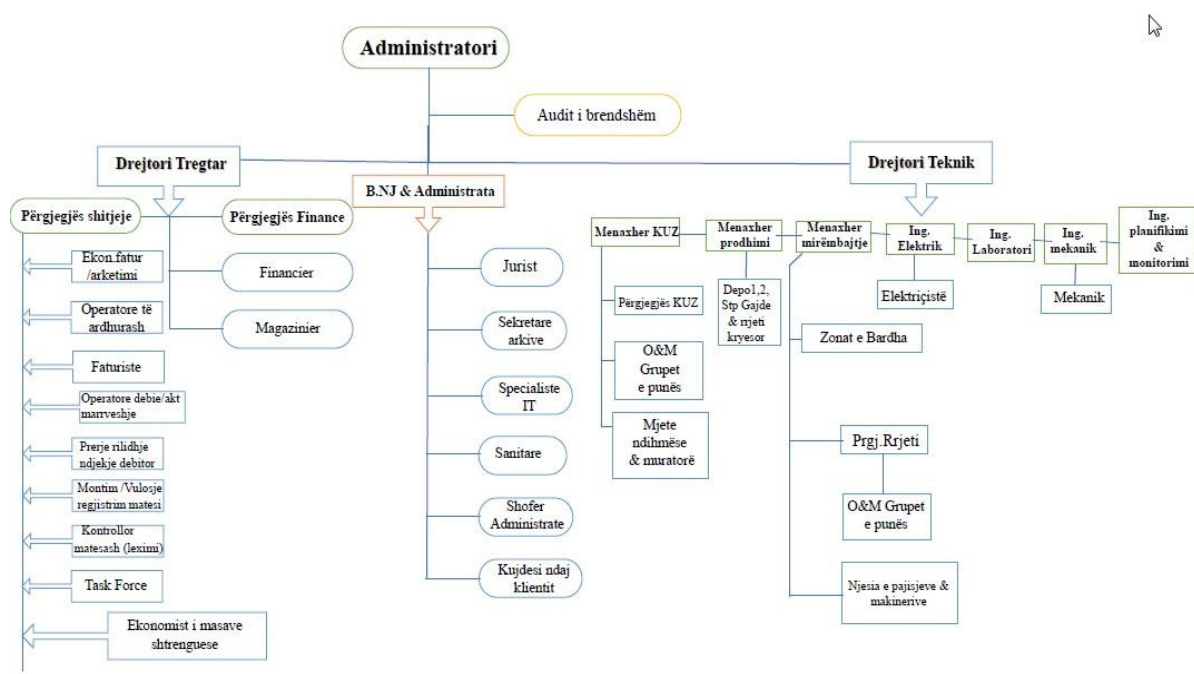 Administratori
Audit i brendshëm
Drejtori Tregtar
B.NJ & Administrata
Drejtori Teknik
Përgjegjës shitjeje
Përgjegjës Finance
Ekon.fatur
/arketimi
Operatore të
ardhurash
Faturiste
Operatore debie/akt
marrveshje
Prerje rilidhje
ndjekje debitor
Montim /Vulosje
regjistrim matesi
Kontrollor
matesash (leximi)
Task Force
Ekonomist i masave
shtrenguese
Financier
Magazinier
Jurist
Sekretare
arkive
Specialiste
IT
Sanitare
Shofer
Administrate
Kujdesi ndaj
klientit
Menaxher KUZ
Menaxher
prodhimi
Menaxher
mirëmbajtje
Ing.
Elektrik
Ing.
Laboratori
Ing.
mekanik
Ing.
planifikimi
&
monitorimi
Përgjegjës KUZ
O&M
Grupet
e punës
Mjete
ndihmëse
& muratorë
Depo1,2,
Stp Gajde
& rrjeti
kryesor
Elektriçistë
Mekanik
Zonat e Bardha
Prgj.Rrjeti
O&M Grupet
e punës
Njesia e pajisjeve &
makinerive